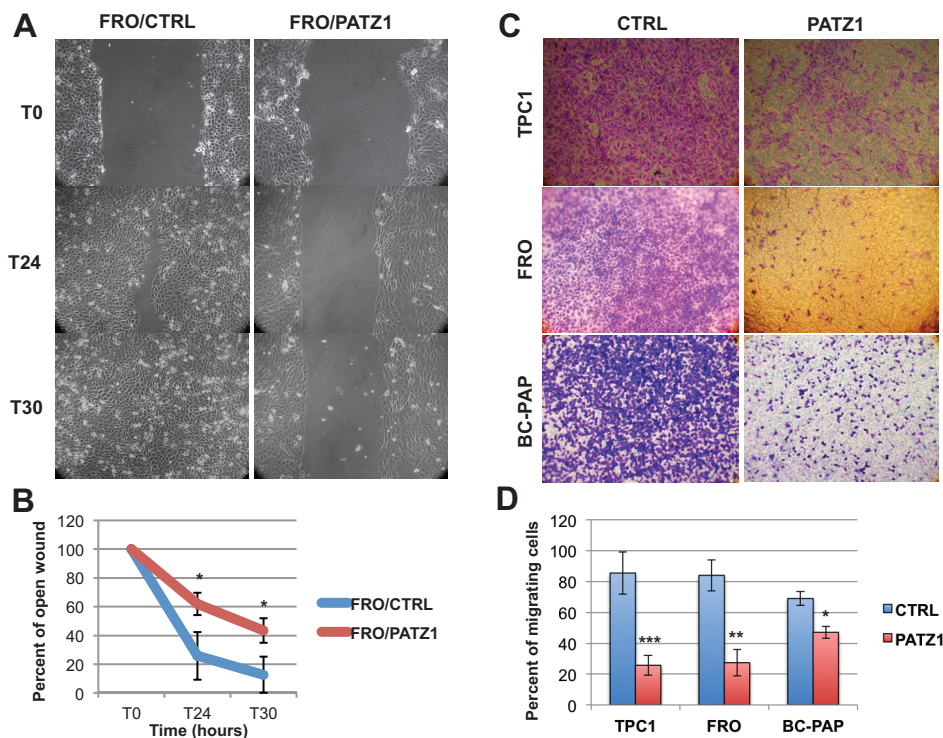 A
FRO/CTRL
FRO/PATZ1
T0
T24
T30
C
CTRL
PATZ1
TPC1
FRO
BC-PAP
B
Percent of open wound
120
100
80
60
40
20
0
*
*
T0
T24
T30
Time (hours)
FRO/CTRL
FRO/PATZ1
D
Percent of migrating cells
120
100
80
60
40
20
0
***
**
*
TPC1
FRO
BC-PAP
CTRL
PATZ1